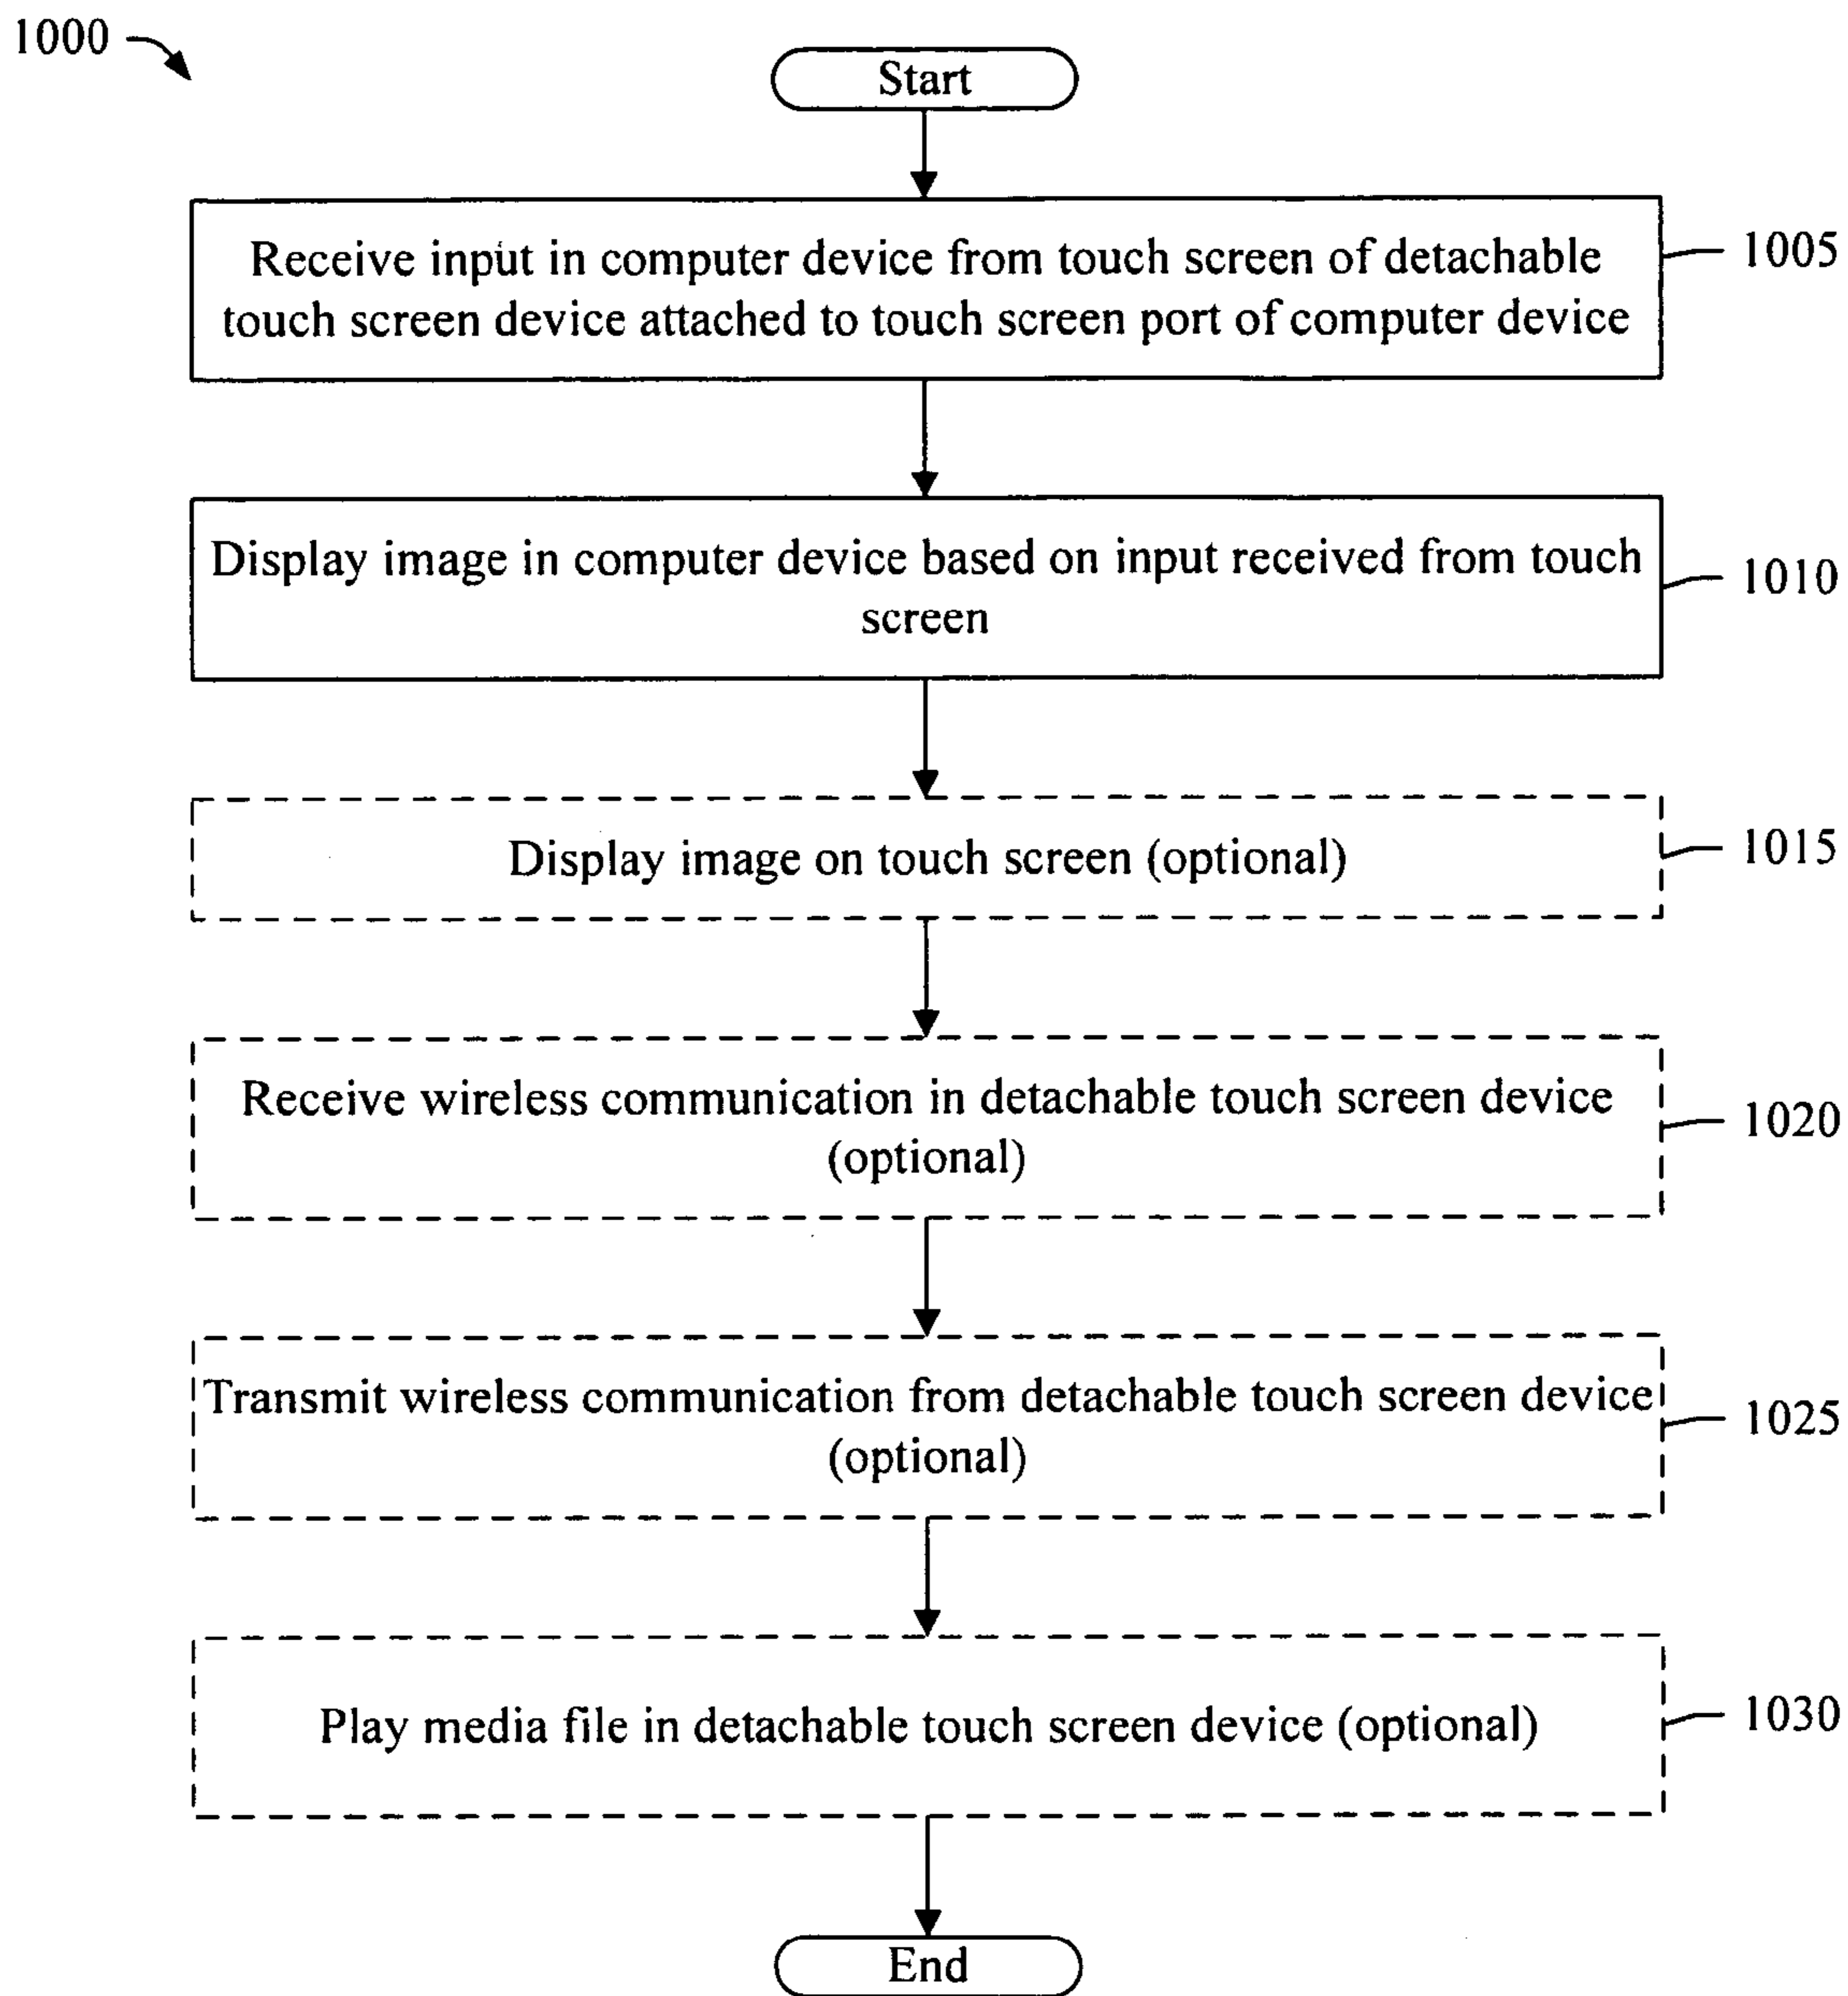 1000
Start
Receive input in computer device from touch screen of detachable
touch screen device attached to touch screen port of computer device
1005
Display image in computer device based on input received from touch
screen
1010
Display image on touch screen (optional)
1015
Receive wireless communication in detachable touch screen device
(optional)
1020
Transmit wireless communication from detachable touch screen device
(optional)
1025
Play media file in detachable touch screen device (optional)
1030
End